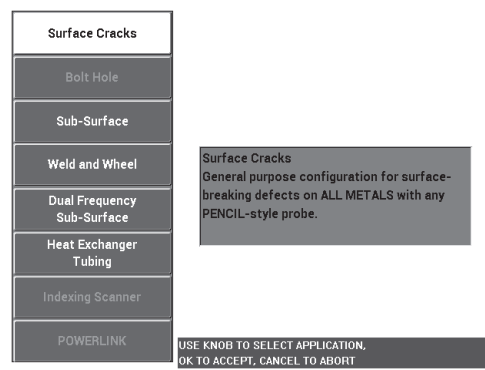 Surface Cracks
Bolt Hole
Sub-Surface
Weld and Wheel
Dual Frequency
Sub-Surface
Heat Exchanger
Tubing
Indexing Scanner
POWERLINK
Surface Cracks
General purpose configuration for surface-
breaking defects on ALL METALS with any
PENCIL-style probe.
USE KNOB TO SELECT APPLICATION,
OK TO ACCEPT, CANCEL TO ABORT